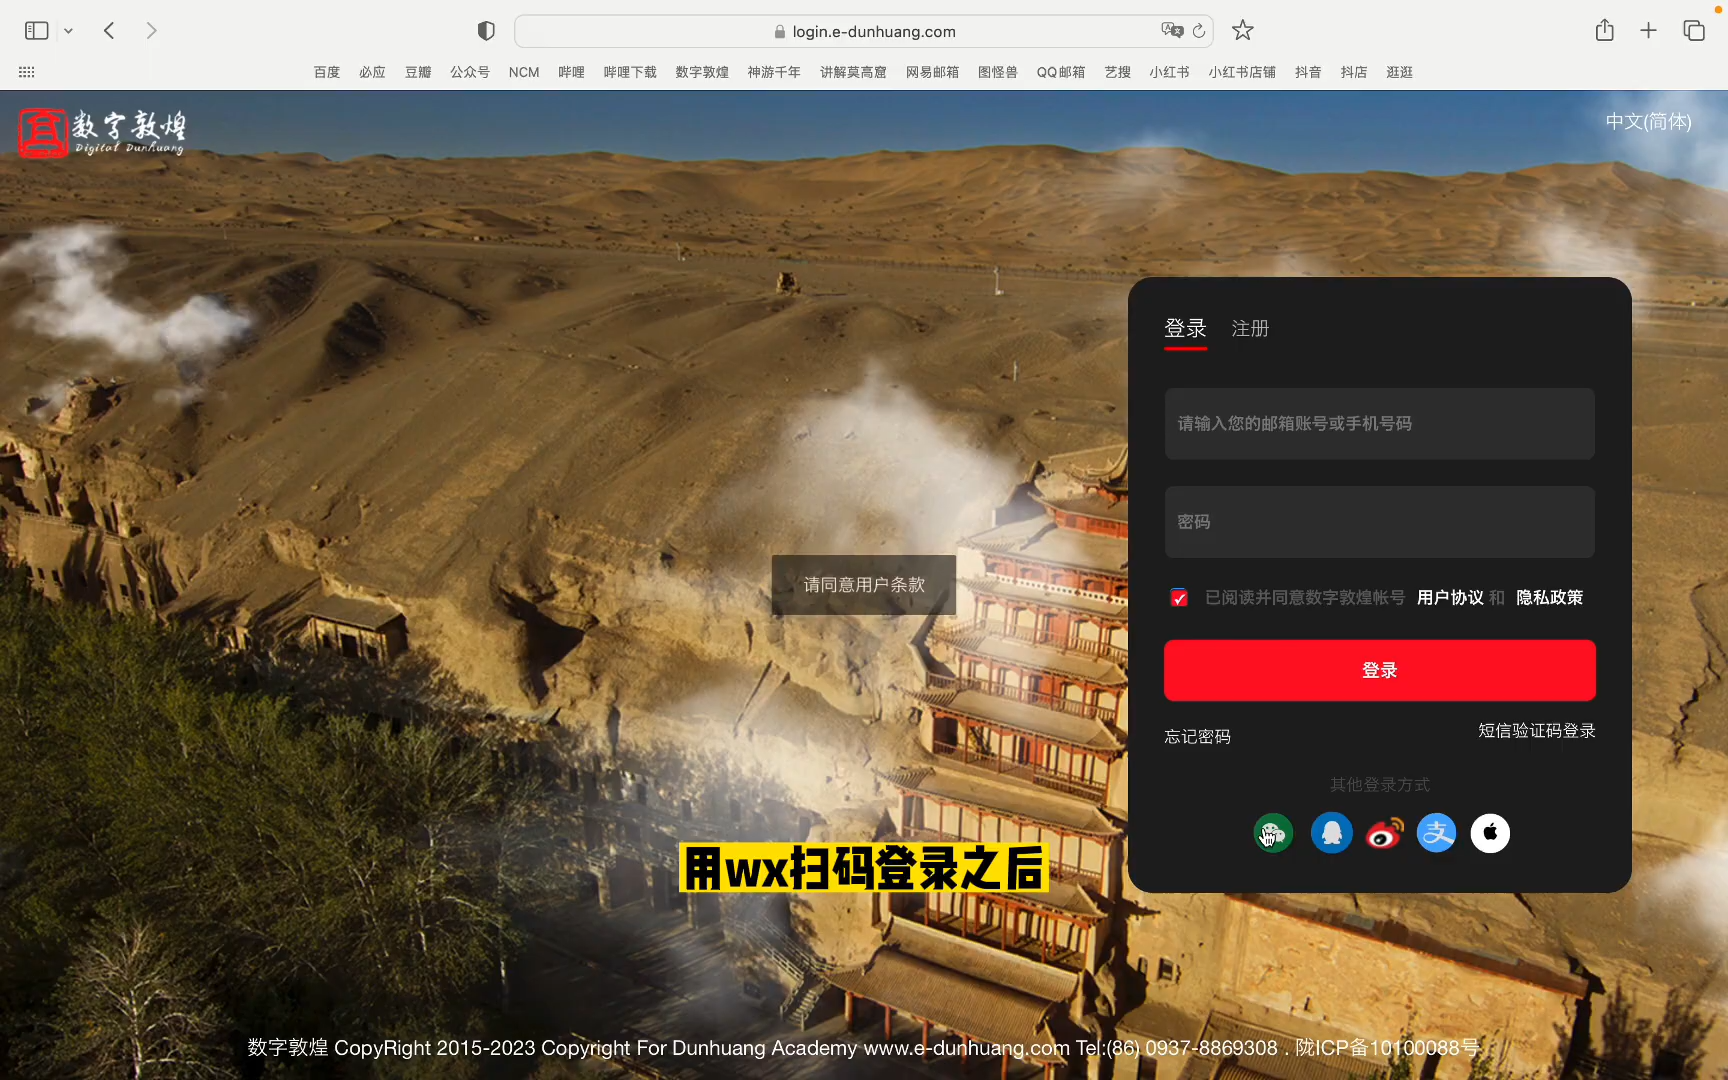 login.e-dunhuang.com
百度 必应 豆瓣 公众号 NCM 哔哩 哔哩下载 数字敦煌 神游千年 讲解莫高窟 网易邮箱 图怪兽 QQ邮箱 艺搜 小红书 小红书店铺 抖音 抖店 逛逛
数字敦煌
Digital Dunhuang
中文(简体)
登录 注册
请输入您的邮箱账号或手机号码
密码
请同意用户条款
已阅读并同意数字敦煌帐号 用户协议 和 隐私政策
登录
忘记密码
短信验证码登录
其他登录方式
支
用wx扫码登录之后
数字敦煌 CopyRight 2015-2023 Copyright For Dunhuang Academy www.e-dunhuang.com Tel:(86) 0937-8869308 . 陇ICP备10100088号